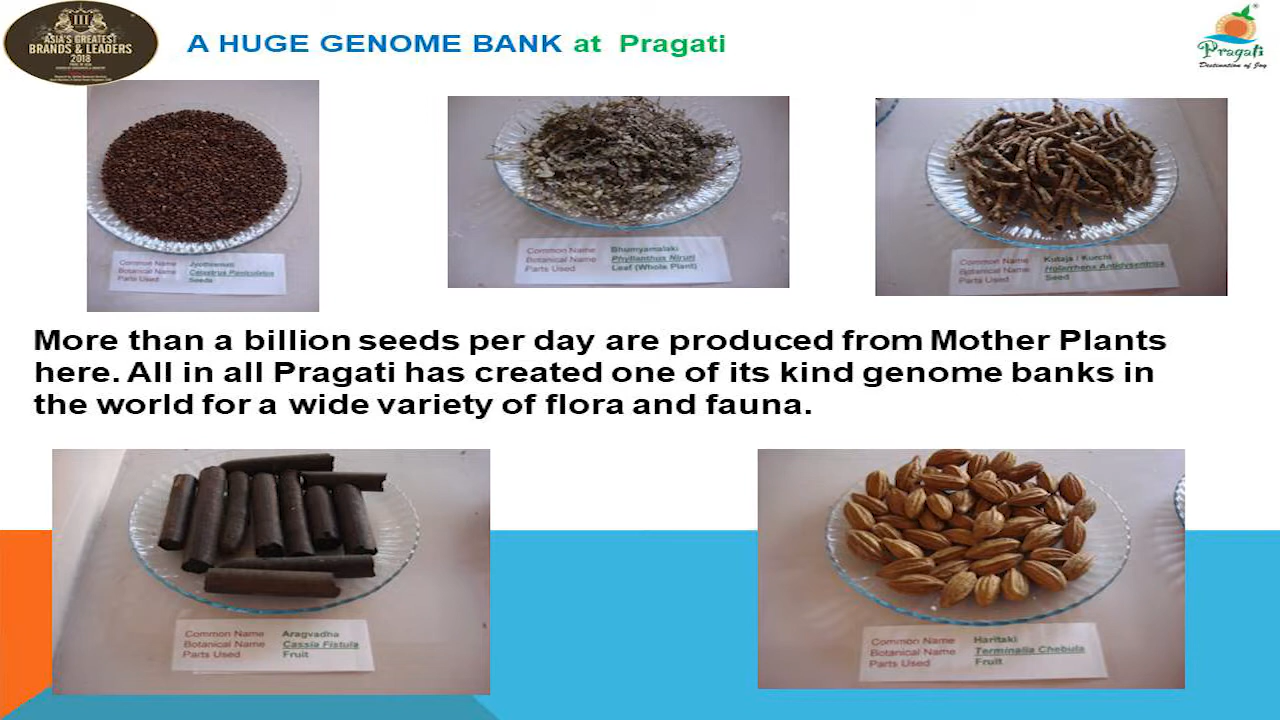 ASIA'S GREATEST
BRANDS & LEADERS
2018
A HUGE GENOME BANK at Pragati
Pragati
Destination of Joy
Common Name Jyotismati
Botanical Name Celastrus Paniculatus
Parts Used Seeds
Common Name Bhumyamalaki
Botanical Name Phyllanthus Niruri
Parts Used Leaf (Whole Plant)
Common Name Kutaja / Kurchi
Botanical Name Holarrhena Antidysentrica
Parts Used Seed
More than a billion seeds per day are produced from Mother Plants
here. All in all Pragati has created one of its kind genome banks in
the world for a wide variety of flora and fauna.
Common Name Aragvadha
Botanical Name Cassia Fistula
Parts Used Fruit
Common Name Haritaki
Botanical Name Terminalia Chebula
Parts Used Fruit